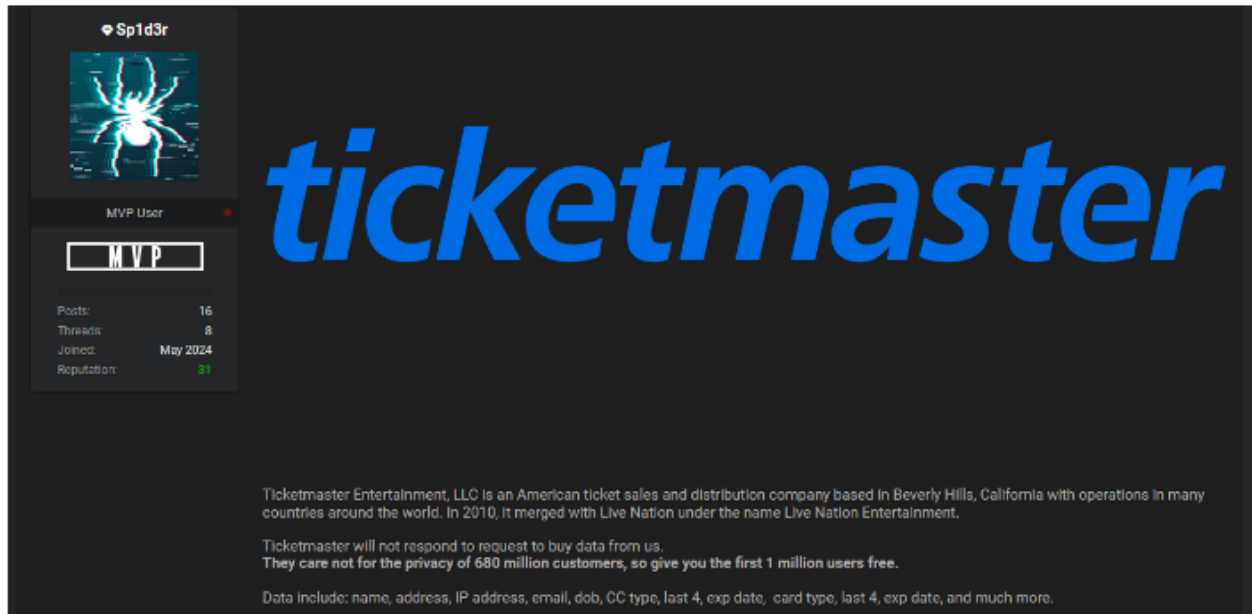 Sp1d3r
ticketmaster
MVP User
MVP
Posts: 16
Threads: 8
Joined: May 2024
Reputation: 31
Ticketmaster Entertainment, LLC is an American ticket sales and distribution company based in Beverly Hills, California with operations in many
countries around the world. In 2010, it merged with Live Nation under the name Live Nation Entertainment.
Ticketmaster will not respond to request to buy data from us.
They care not for the privacy of 680 million customers, so give you the first 1 million users free.
Data include: name, address, IP address, email, dob, CC type, last 4, exp date, card type, last 4, exp date, and much more.